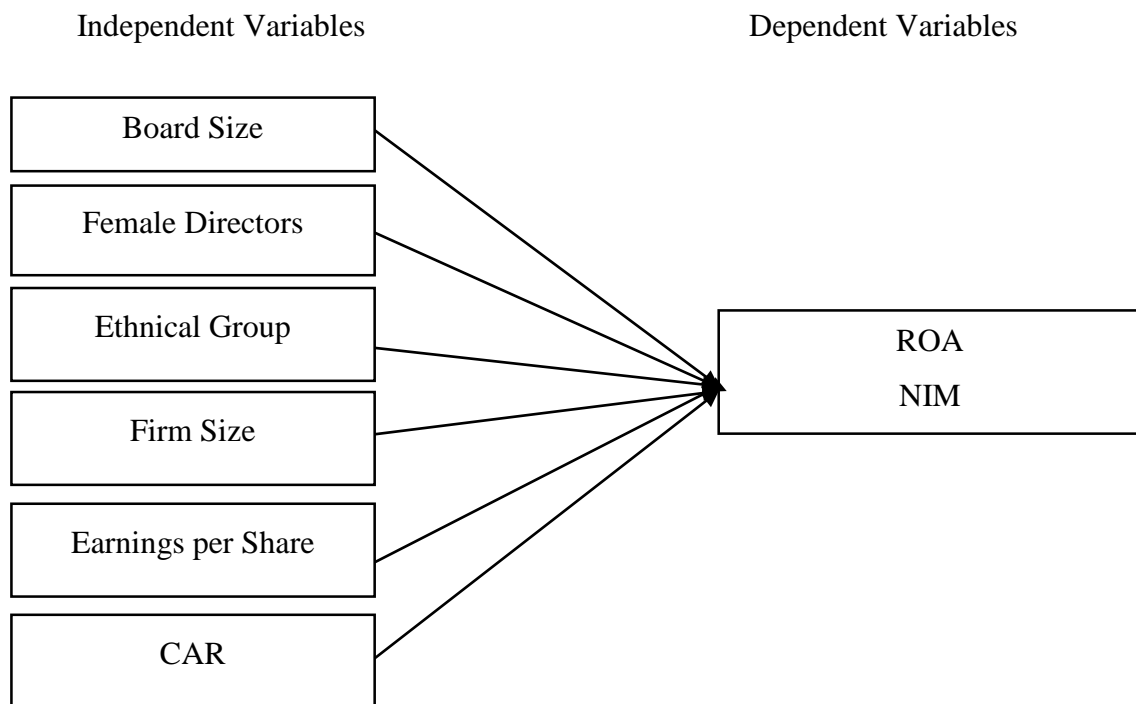 Independent Variables
Dependent Variables
Board Size
Female Directors
Ethnical Group
Firm Size
Earnings per Share
CAR
ROA
NIM